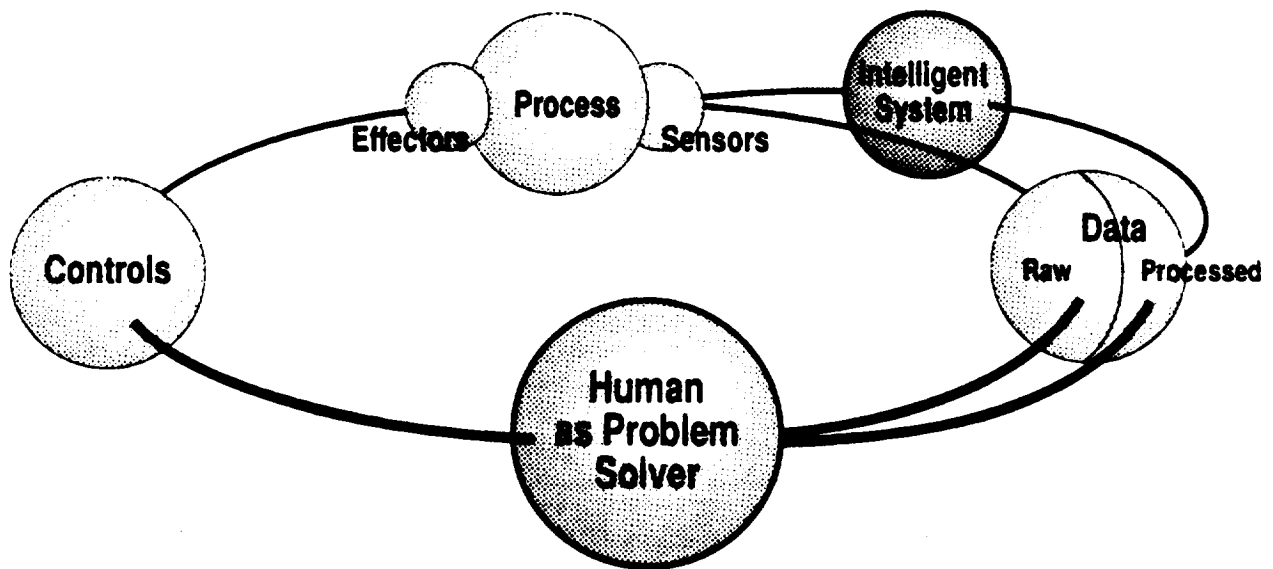 Process
Effectors
Sensors
Intelligent
System
Controls
Data
Raw
Processed
Human
as Problem
Solver